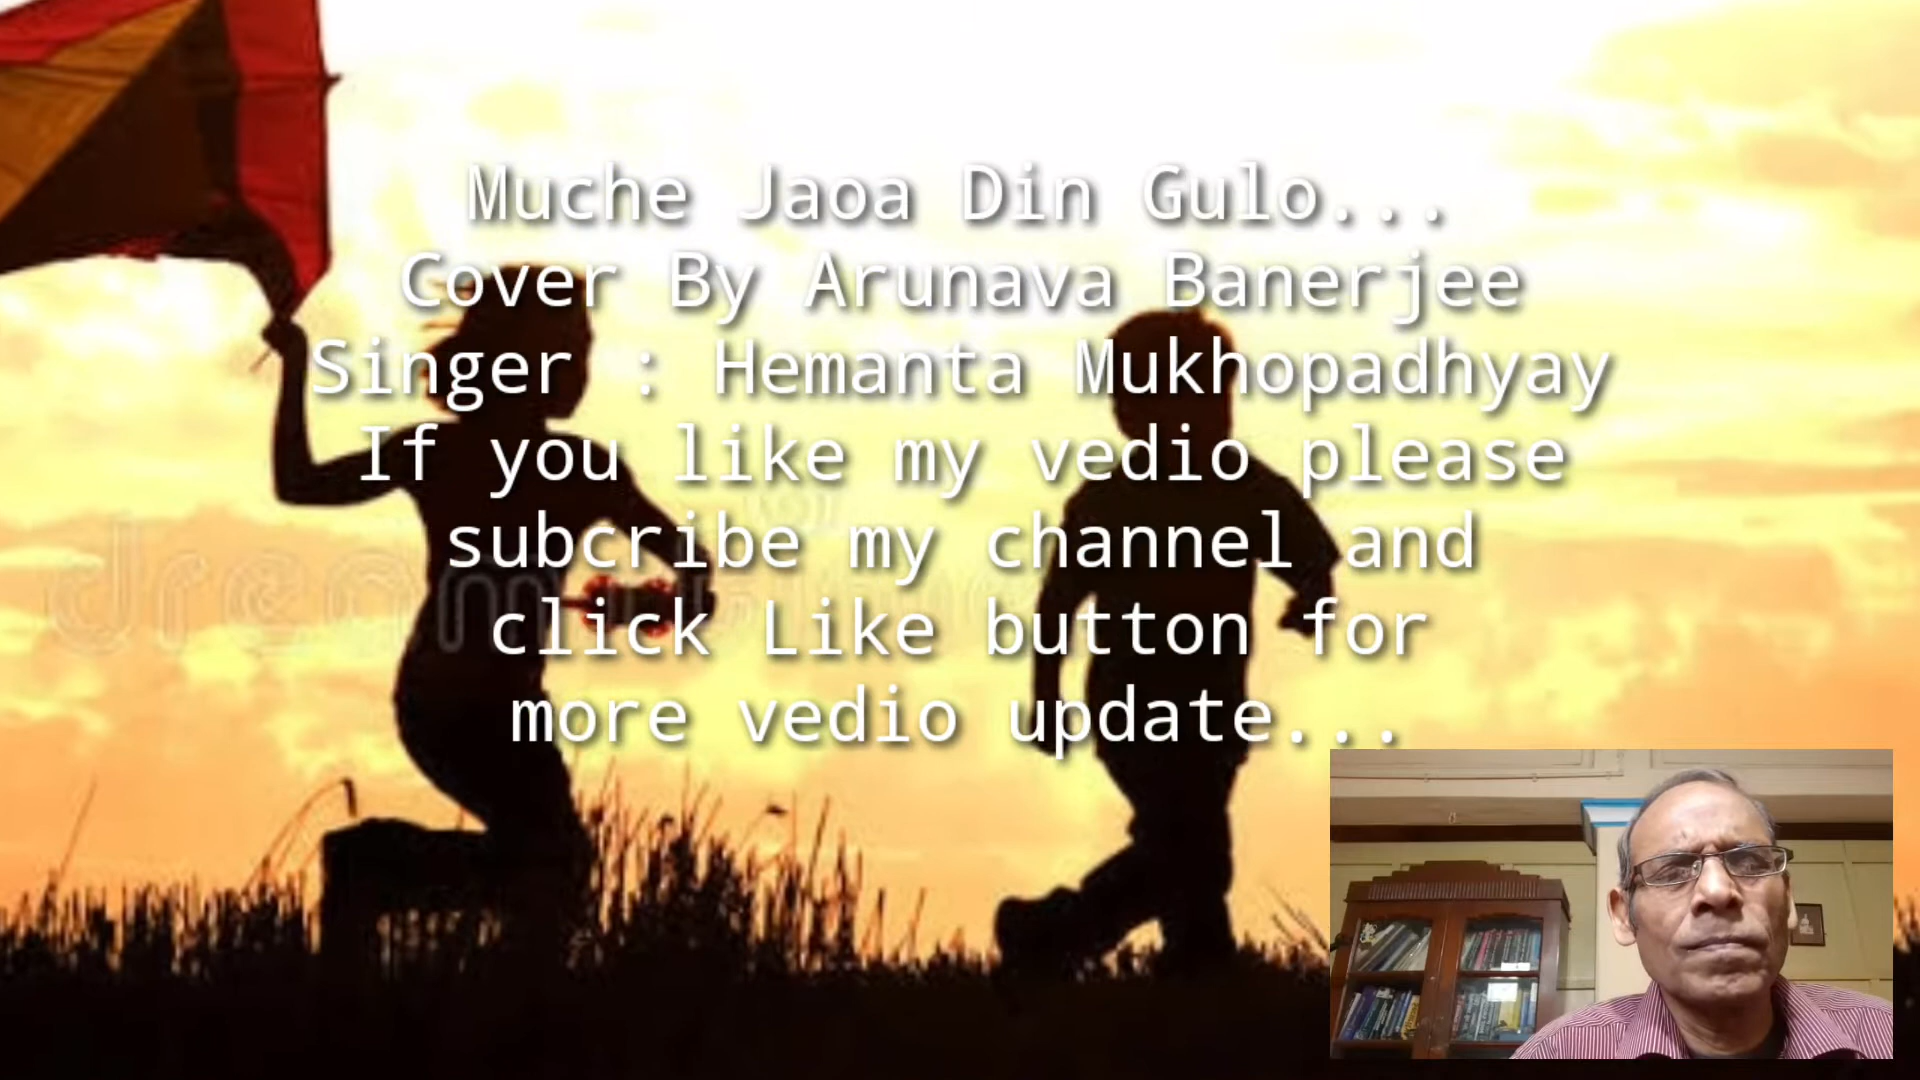 Muche Jaoa Din Gulo...
Cover By Arunava Banerjee
Singer : Hemanta Mukhopadhyay
If you like my vedio please
subcribe my channel and
click Like button for
more vedio update...